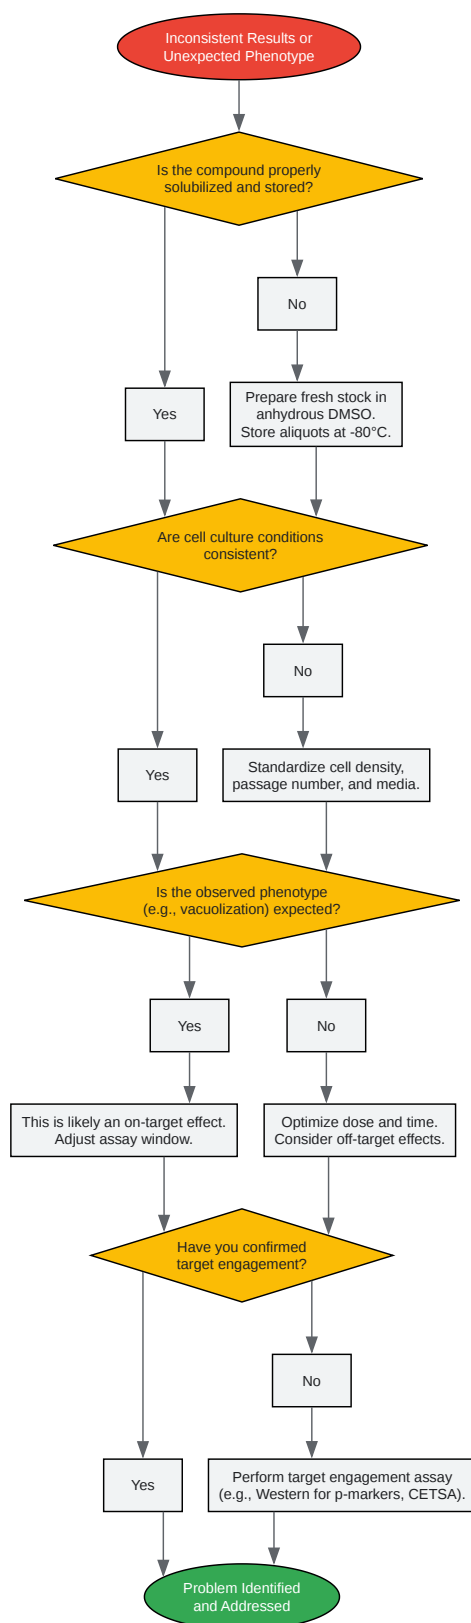 Inconsistent Results or
Unexpected Phenotype
Is the compound properly
solubilized and stored?
No
Yes
Prepare fresh stock in
anhydrous DMSO.
Store aliquots at -80°C.
Are cell culture conditions
consistent?
No
Yes
Standardize cell density,
passage number, and media.
Is the observed phenotype
(e.g., vacuolization) expected?
Yes
No
This is likely an on-target effect.
Adjust assay window.
Optimize dose and time.
Consider off-target effects.
Have you confirmed
target engagement?
No
Yes
Perform target engagement assay
(e.g., Western for p-markers, CETSA).
Problem Identified
and Addressed